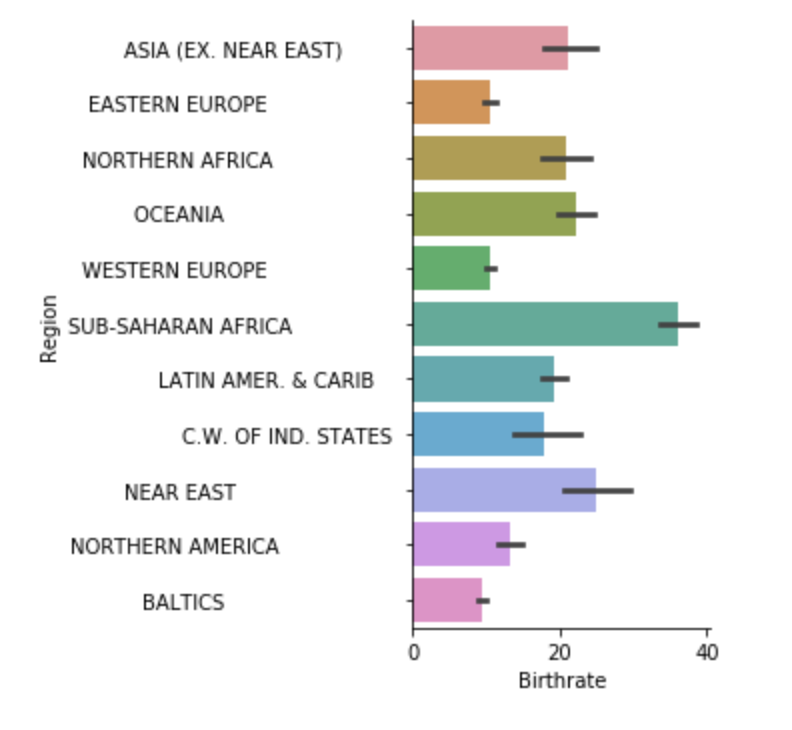 ASIA (EX. NEAR EAST)
EASTERN EUROPE
NORTHERN AFRICA
OCEANIA
WESTERN EUROPE
Region
SUB-SAHARAN AFRICA
LATIN AMER. & CARIB
C.W. OF IND. STATES
NEAR EAST
NORTHERN AMERICA
BALTICS
0 20 40
Birthrate